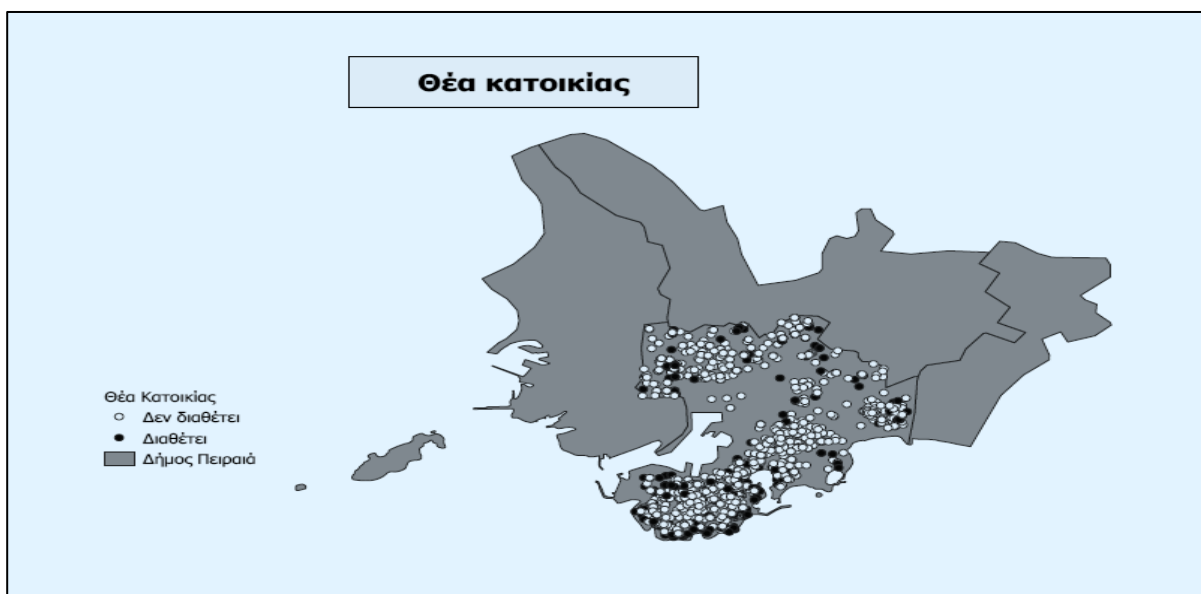 Θέα κατοικίας
Θέα Κατοικίας
Δεν διαθέτει
Διαθέτει
Δήμος Πειραιά